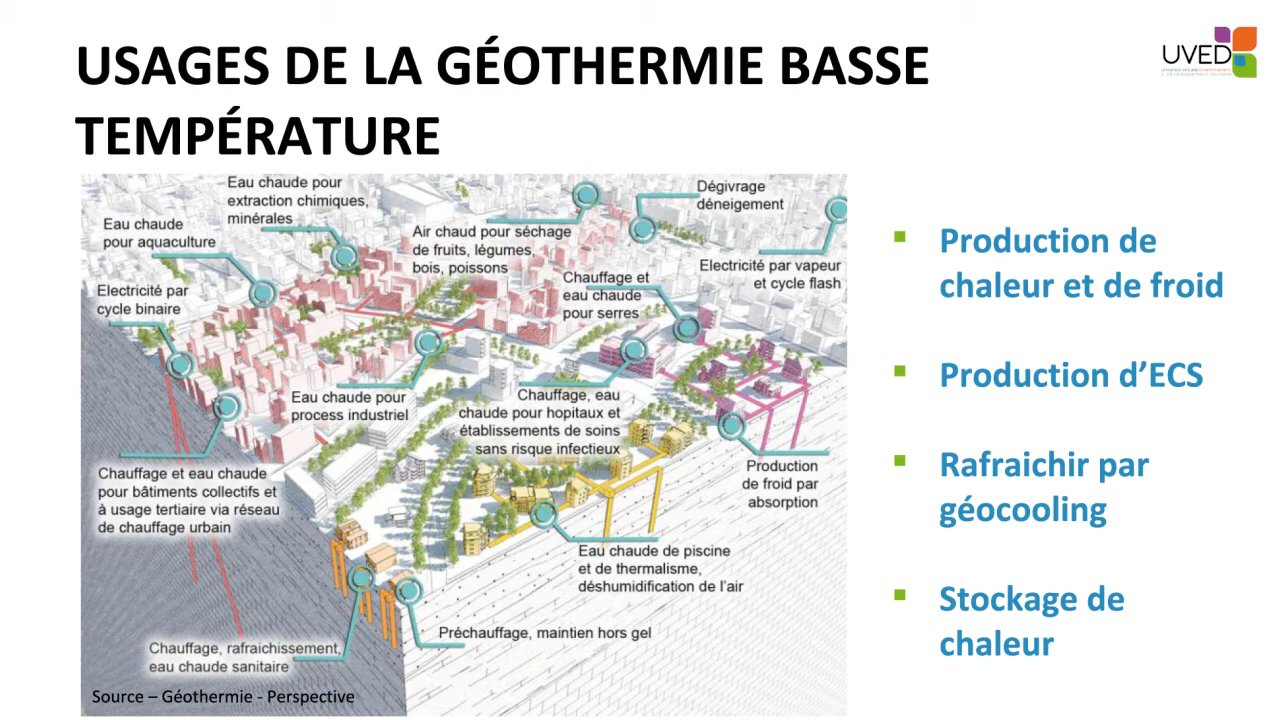 USAGES DE LA GÉOTHERMIE BASSE
TEMPÉRATURE
UVED
Eau chaude pour
extraction chimiques,
minérales
Dégivrage
déneigement
Eau chaude
pour aquaculture
Air chaud pour séchage
de fruits, légumes,
bois, poissons
Electricité par vapeur
et cycle flash
Chauffage et
eau chaude
pour serres
Electricité par
cycle binaire
Eau chaude pour
process industriel
Chauffage, eau
chaude pour hopitaux et
établissements de soins
sans risque infectieux
Production
de froid par
absorption
Chauffage et eau chaude
pour bâtiments collectifs et
à usage tertiaire via réseau
de chauffage urbain
Eau chaude de piscine
et de thermalisme,
déshumidification de l'air
Préchauffage, maintien hors gel
Chauffage, rafraichissement,
eau chaude sanitaire
Source – Géothermie - Perspective
Production de
chaleur et de froid
Production d'ECS
Rafraichir par
géocooling
Stockage de
chaleur